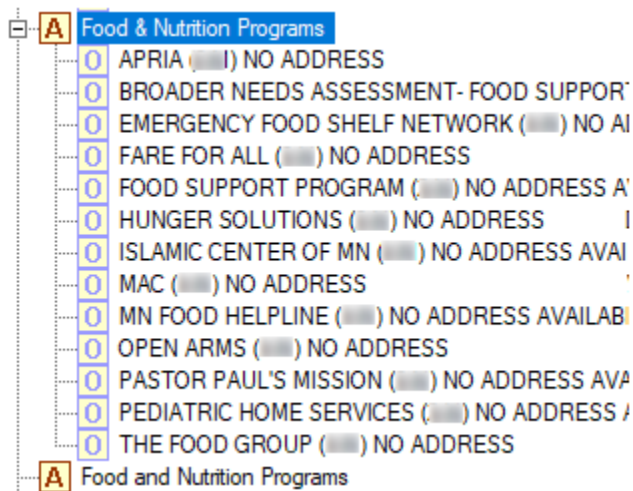 A Food & Nutrition Programs
O APRIA ( I) NO ADDRESS
O BROADER NEEDS ASSESSMENT- FOOD SUPPORT
O EMERGENCY FOOD SHELF NETWORK ( ) NO
O FARE FOR ALL ( ) NO ADDRESS
O FOOD SUPPORT PROGRAM ( ) NO ADDRESS
O HUNGER SOLUTIONS ( ) NO ADDRESS
O ISLAMIC CENTER OF MN ( ) NO ADDRESS AVAI
O MAC ( ) NO ADDRESS
O MN FOOD HELPLINE ( ) NO ADDRESS AVAILAB
O OPEN ARMS ( ) NO ADDRESS
O PASTOR PAUL'S MISSION ( ) NO ADDRESS AVA
O PEDIATRIC HOME SERVICES ( ) NO ADDRESS
O THE FOOD GROUP ( ) NO ADDRESS
A Food and Nutrition Programs